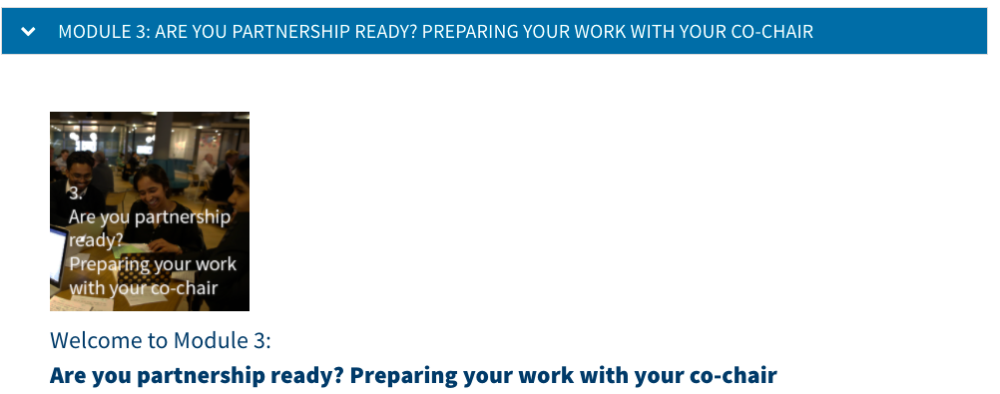 MODULE 3: ARE YOU PARTNERSHIP READY? PREPARING YOUR WORK WITH YOUR CO-CHAIR
3.
Are you partnership
ready?
Preparing your work
with your co-chair
Welcome to Module 3:
Are you partnership ready? Preparing your work with your co-chair